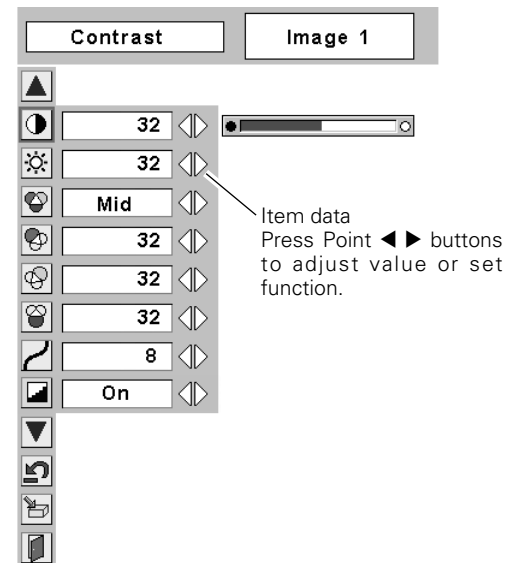 Contrast Image 1
32
32
Mid
32
32
32
8
On
Item data
Press Point ◀ ▶ buttons
to adjust value or set
function.